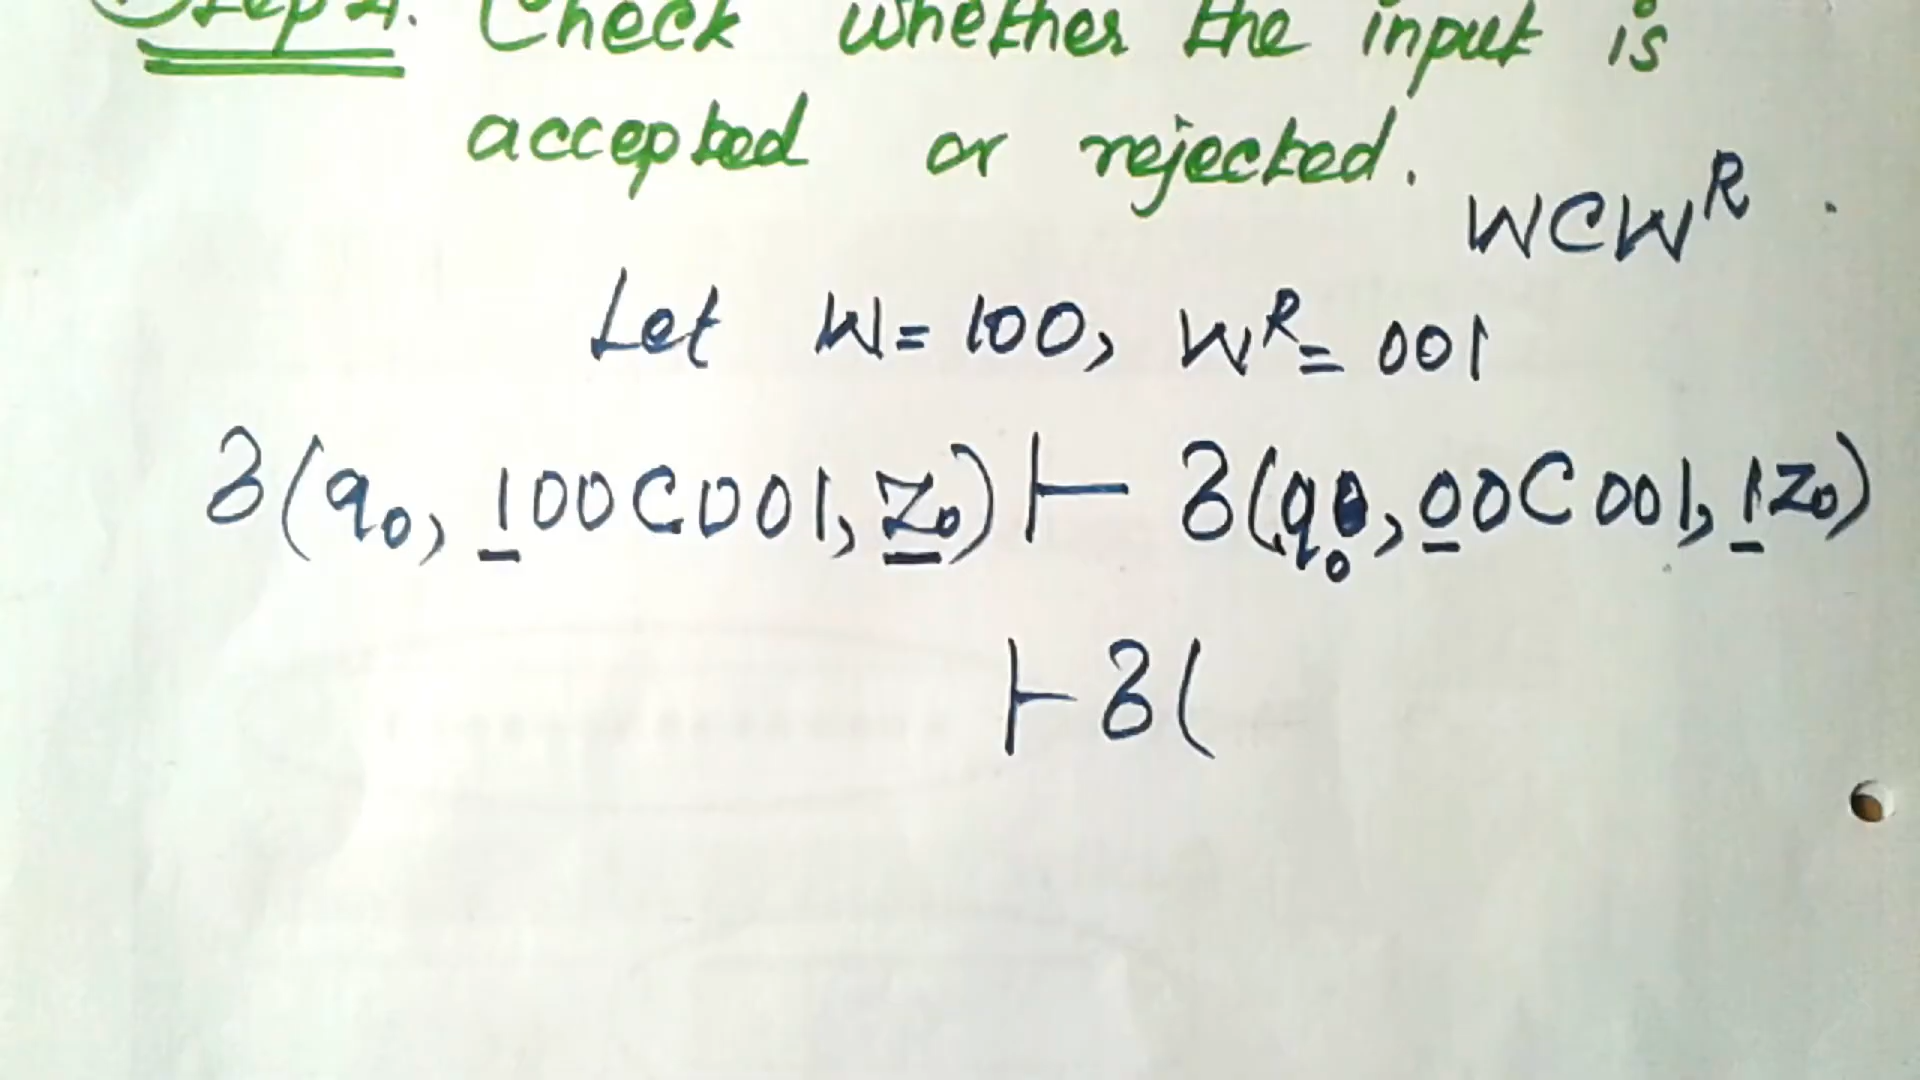 Step 4. Check whether the input is
accepted or rejected.
WCW^R .
Let W = 100, W^R = 001
δ(q₀, 100C001, Z₀) ⊢ δ(q₀, 00C001, 1Z₀)
⊢ δ(